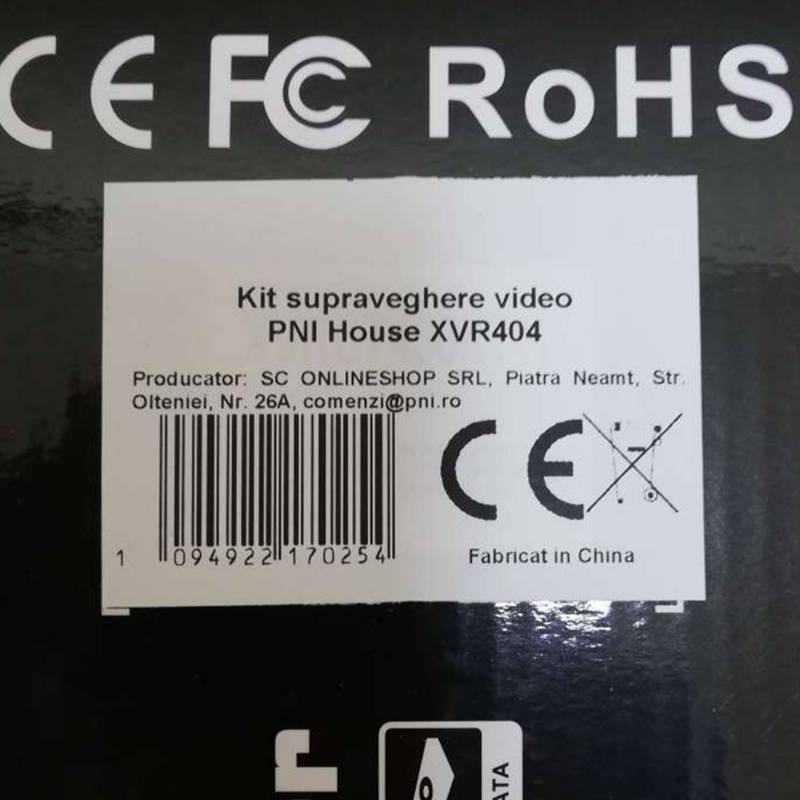 CE FC RoHS
Kit supraveghere video
PNI House XVR404
Producator: SC ONLINESHOP SRL, Piatra Neamt, Str.
Olteniei, Nr. 26A, comenzi@pni.ro
CE
1 094922 170254
Fabricat in China